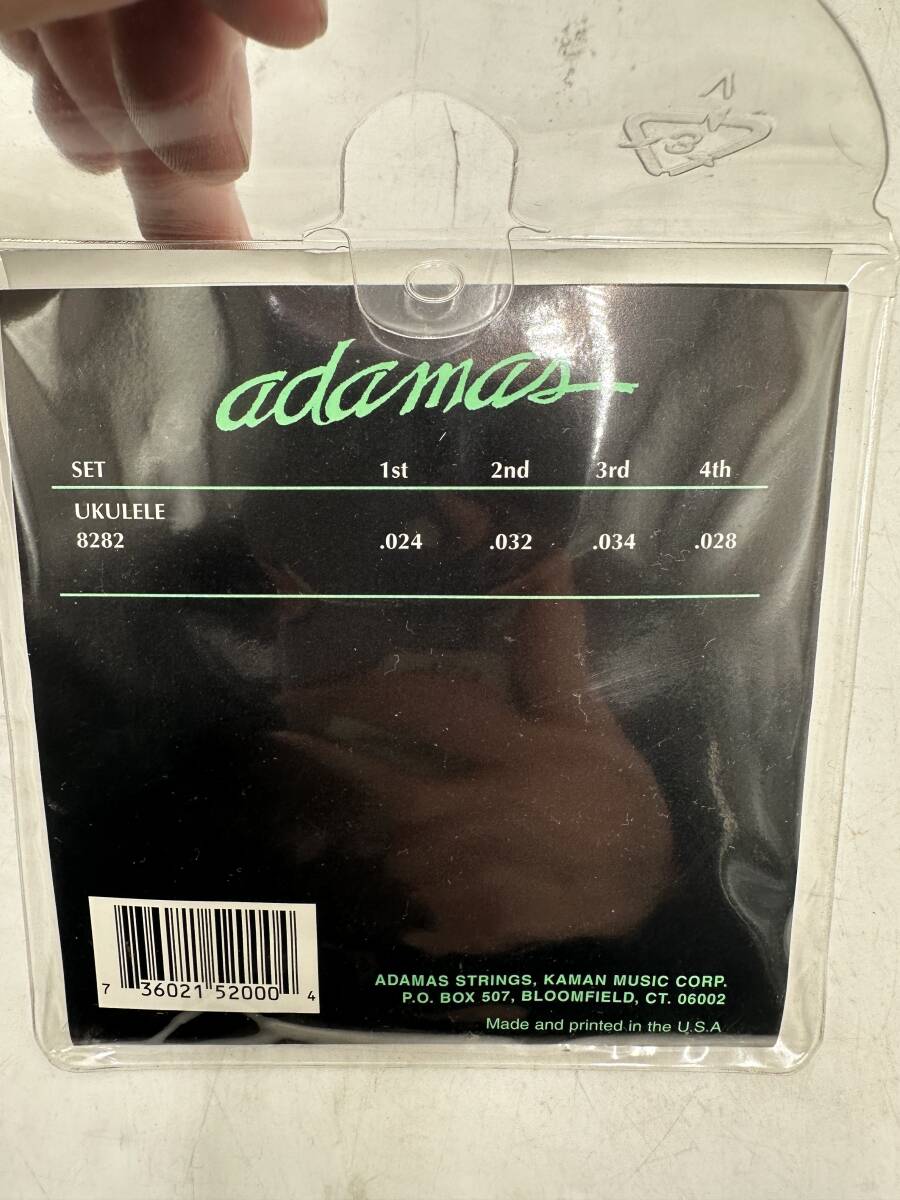 adamas
SET 1st 2nd 3rd 4th
UKULELE
8282 .024 .032 .034 .028
7 36021 52000 4
ADAMAS STRINGS, KAMAN MUSIC CORP.
P.O. BOX 507, BLOOMFIELD, CT. 06002
Made and printed in the U.S.A